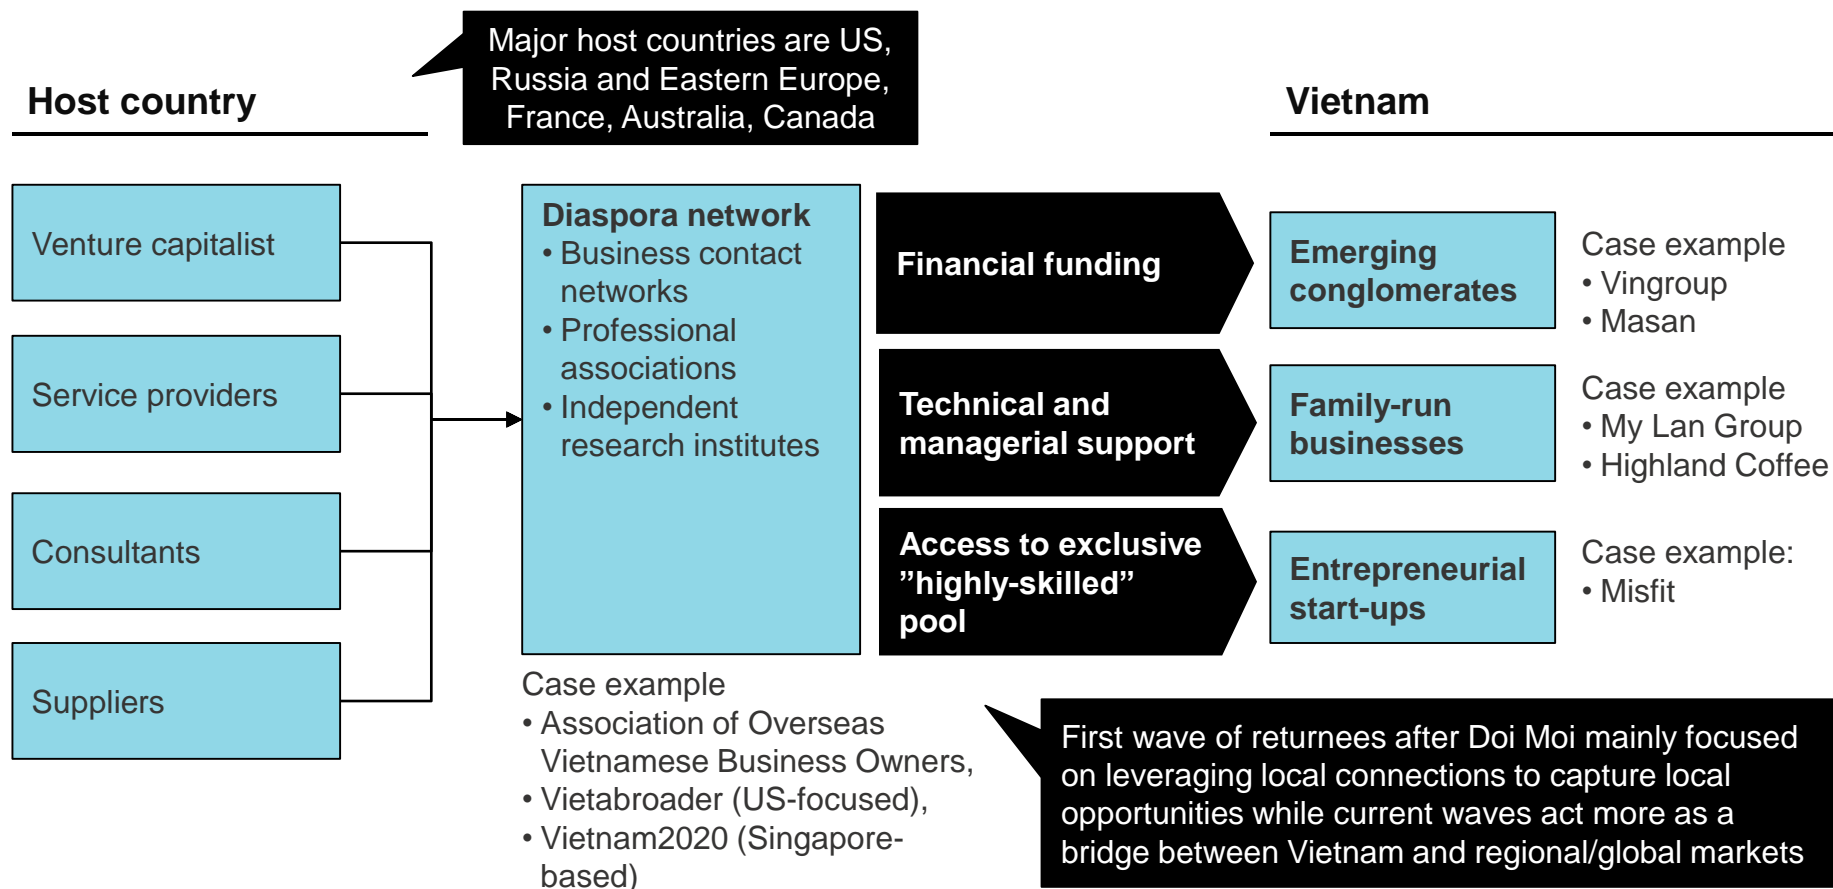 Major host countries are US,
Russia and Eastern Europe,
France, Australia, Canada
Host country
Vietnam
Venture capitalist
Service providers
Consultants
Suppliers
Diaspora network
• Business contact
networks
• Professional
associations
• Independent
research institutes
Case example
• Association of Overseas
Vietnamese Business Owners,
• Vietabroader (US-focused),
• Vietnam2020 (Singapore-
based)
Financial funding
Technical and
managerial support
Access to exclusive
”highly-skilled”
pool
Emerging
conglomerates
Case example
• Vingroup
• Masan
Family-run
businesses
Case example
• My Lan Group
• Highland Coffee
Entrepreneurial
start-ups
Case example:
• Misfit
First wave of returnees after Doi Moi mainly focused
on leveraging local connections to capture local
opportunities while current waves act more as a
bridge between Vietnam and regional/global markets